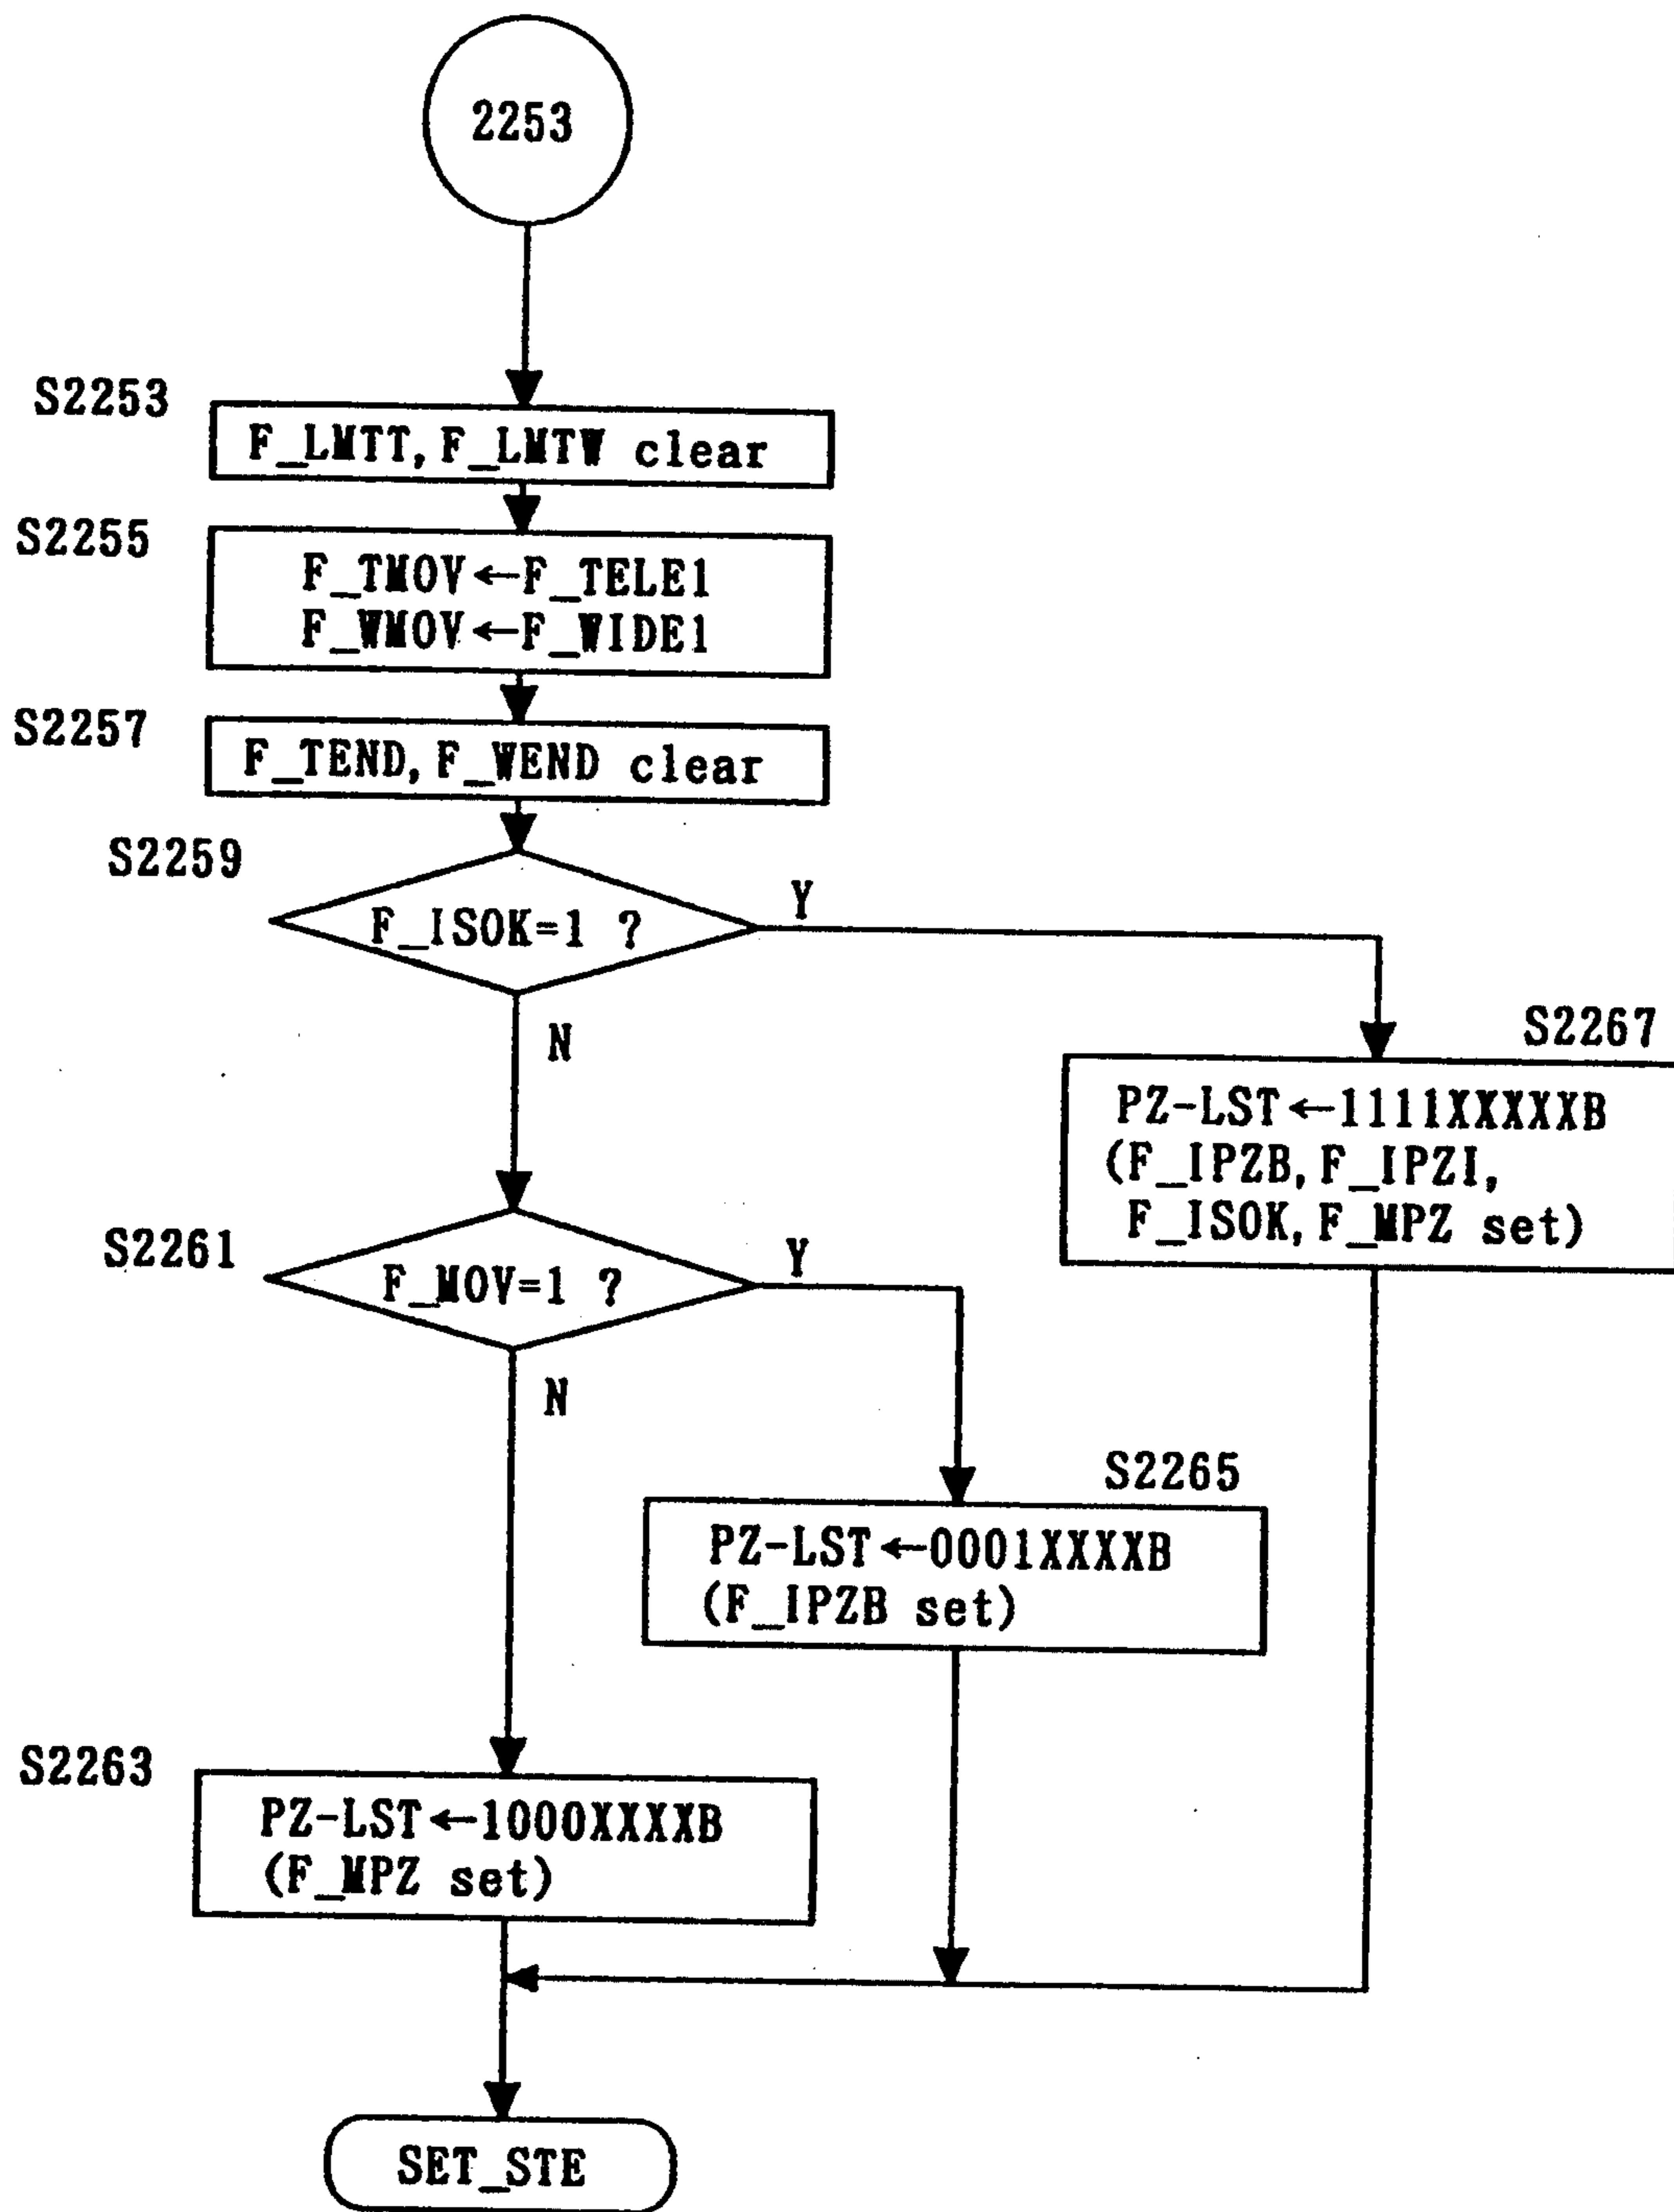 2253
S2253
F_LMTT, F_LMTW clear
S2255
F_TMOV←F_TELE1
F_WMOV←F_WIDE1
S2257
F_TEND, F_WEND clear
S2259
F_ISOK=1 ?
Y
N
S2267
PZ-LST←1111XXXXXB
(F_IPZB, F_IPZI,
F_ISOK, F_MPZ set)
S2261
F_MOV=1 ?
Y
N
S2265
PZ-LST←0001XXXXB
(F_IPZB set)
S2263
PZ-LST←1000XXXXB
(F_MPZ set)
SET_STE